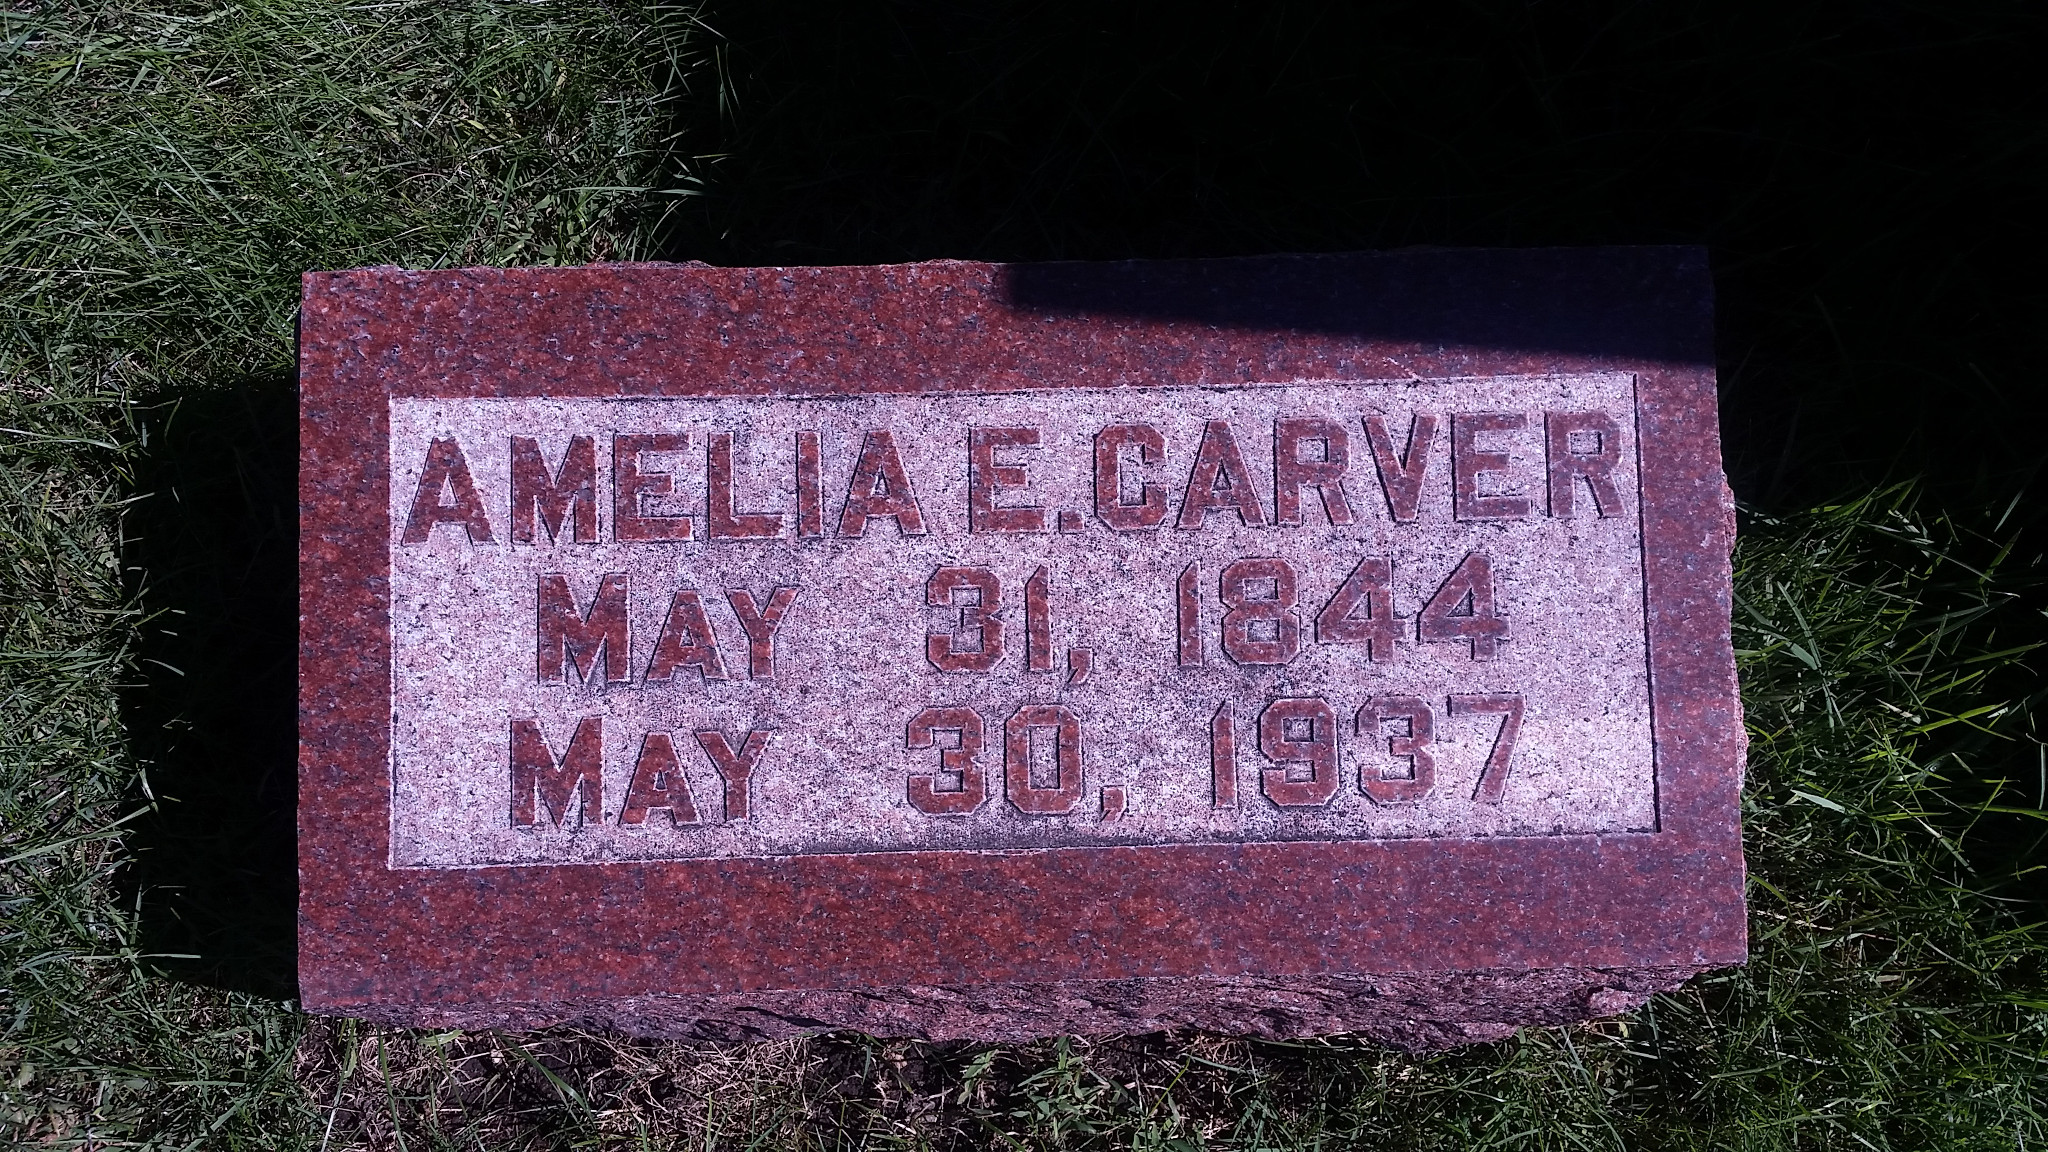 AMELIA E. CARVER
MAY 31, 1844
MAY 30, 1937